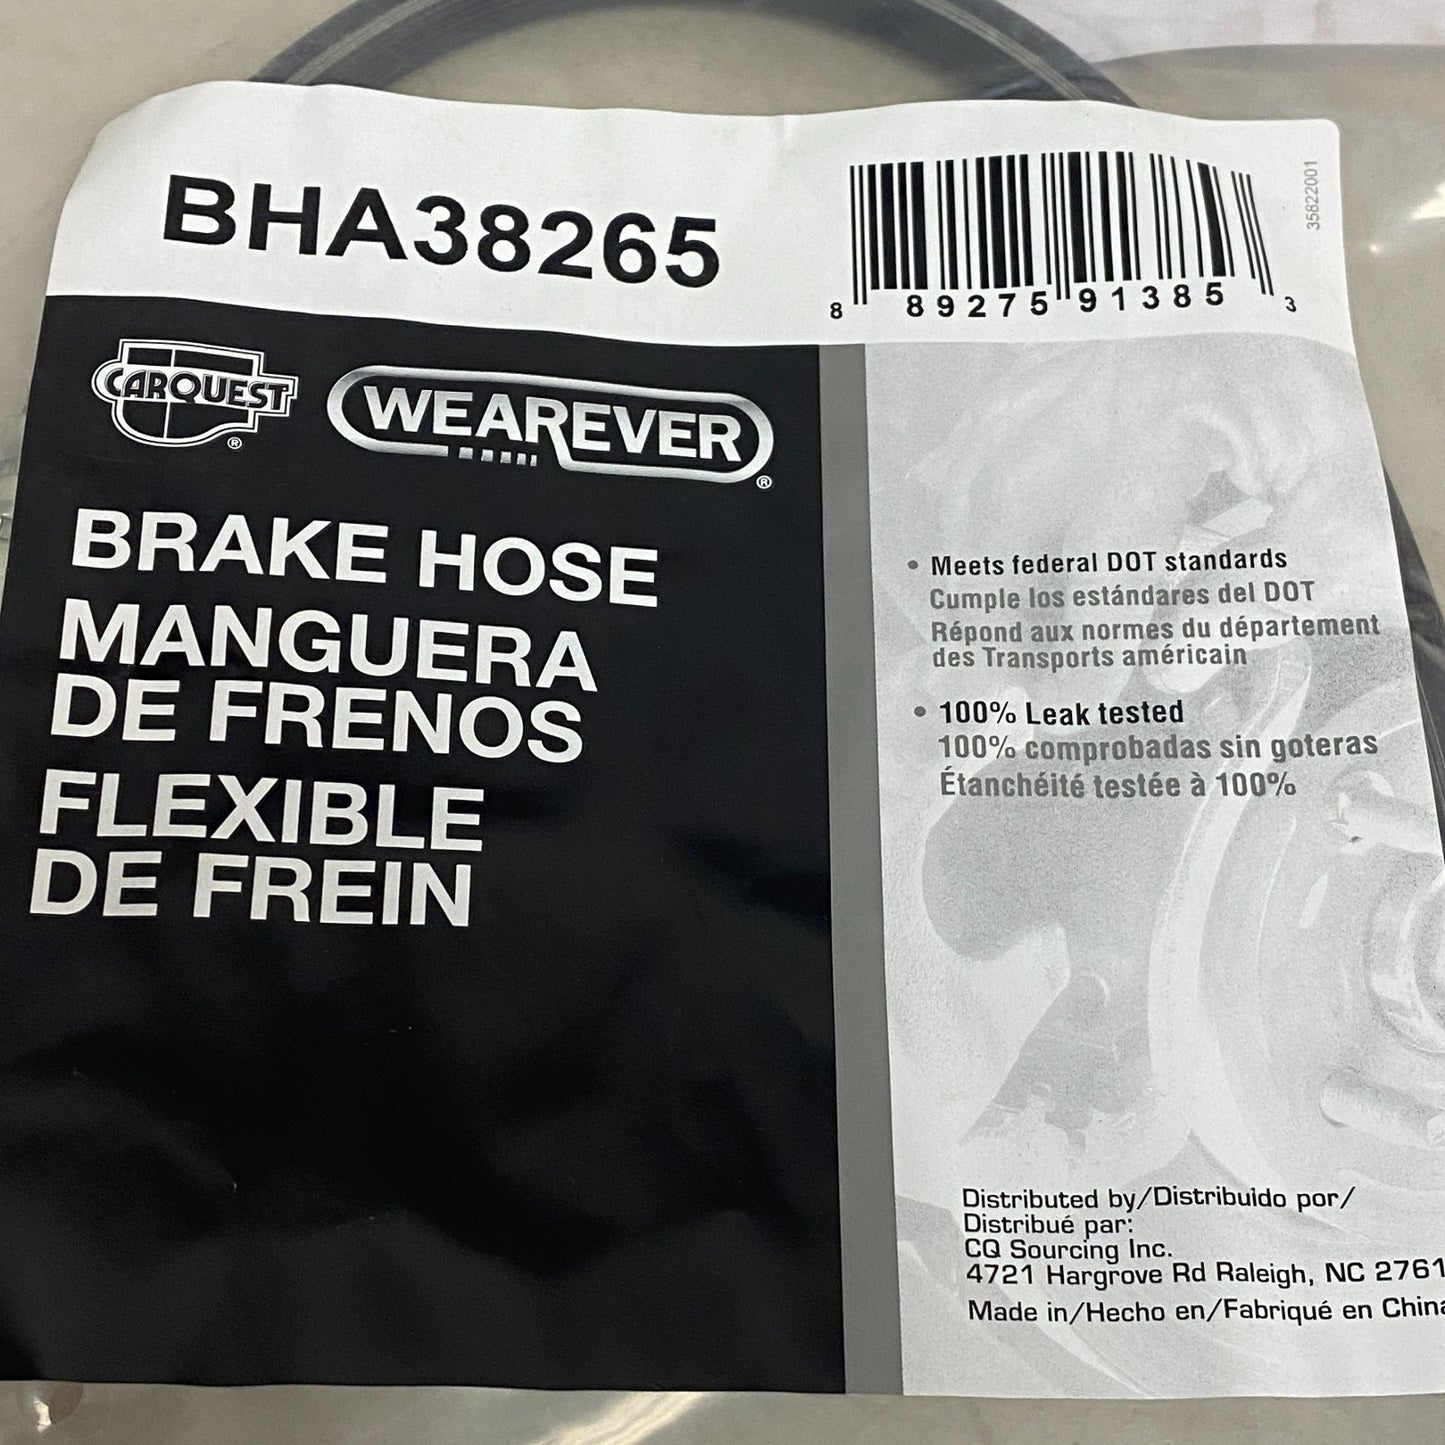 BHA38265
8 89275 91385 3
35822001
CARQUEST®
WEAREVER®
BRAKE HOSE
MANGUERA
DE FRENOS
FLEXIBLE
DE FREIN
• Meets federal DOT standards
Cumple los estándares del DOT
Répond aux normes du département
des Transports américain
• 100% Leak tested
100% comprobadas sin goteras
Étanchéité testée à 100%
Distributed by/Distribuido por/
Distribué par:
CQ Sourcing Inc.
4721 Hargrove Rd Raleigh, NC 2761
Made in/Hecho en/Fabriqué en China